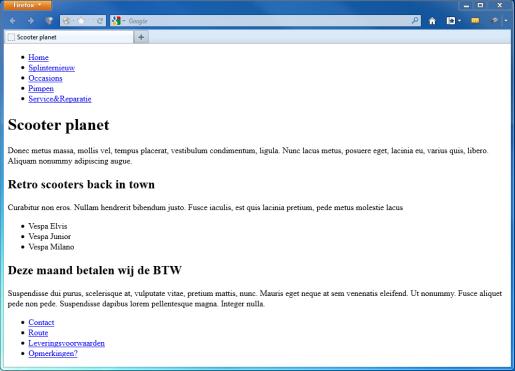 Firefox
Google
Scooter planet
Home
Splinternieuw
Occasions
Pimpen
Service&Reparatie
Scooter planet
Donec metus massa, mollis vel, tempus placerat, vestibulum condimentum, ligula. Nunc lacus metus, posuere eget, lacinia eu, varius quis, libero.
Aliquam nonummy adipiscing augue.
Retro scooters back in town
Curabitur non eros. Nullam hendrerit bibendum justo. Fusce iaculis, est quis lacinia pretium, pede metus molestie lacus
Vespa Elvis
Vespa Junior
Vespa Milano
Deze maand betalen wij de BTW
Suspendisse dui purus, scelerisque at, vulputate vitae, pretium mattis, nunc. Mauris eget neque at sem venenatis eleifend. Ut nonummy. Fusce aliquet
pede non pede. Suspendisse dapibus lorem pellentesque magna. Integer nulla.
Contact
Route
Leveringsvoorwaarden
Opmerkingen?